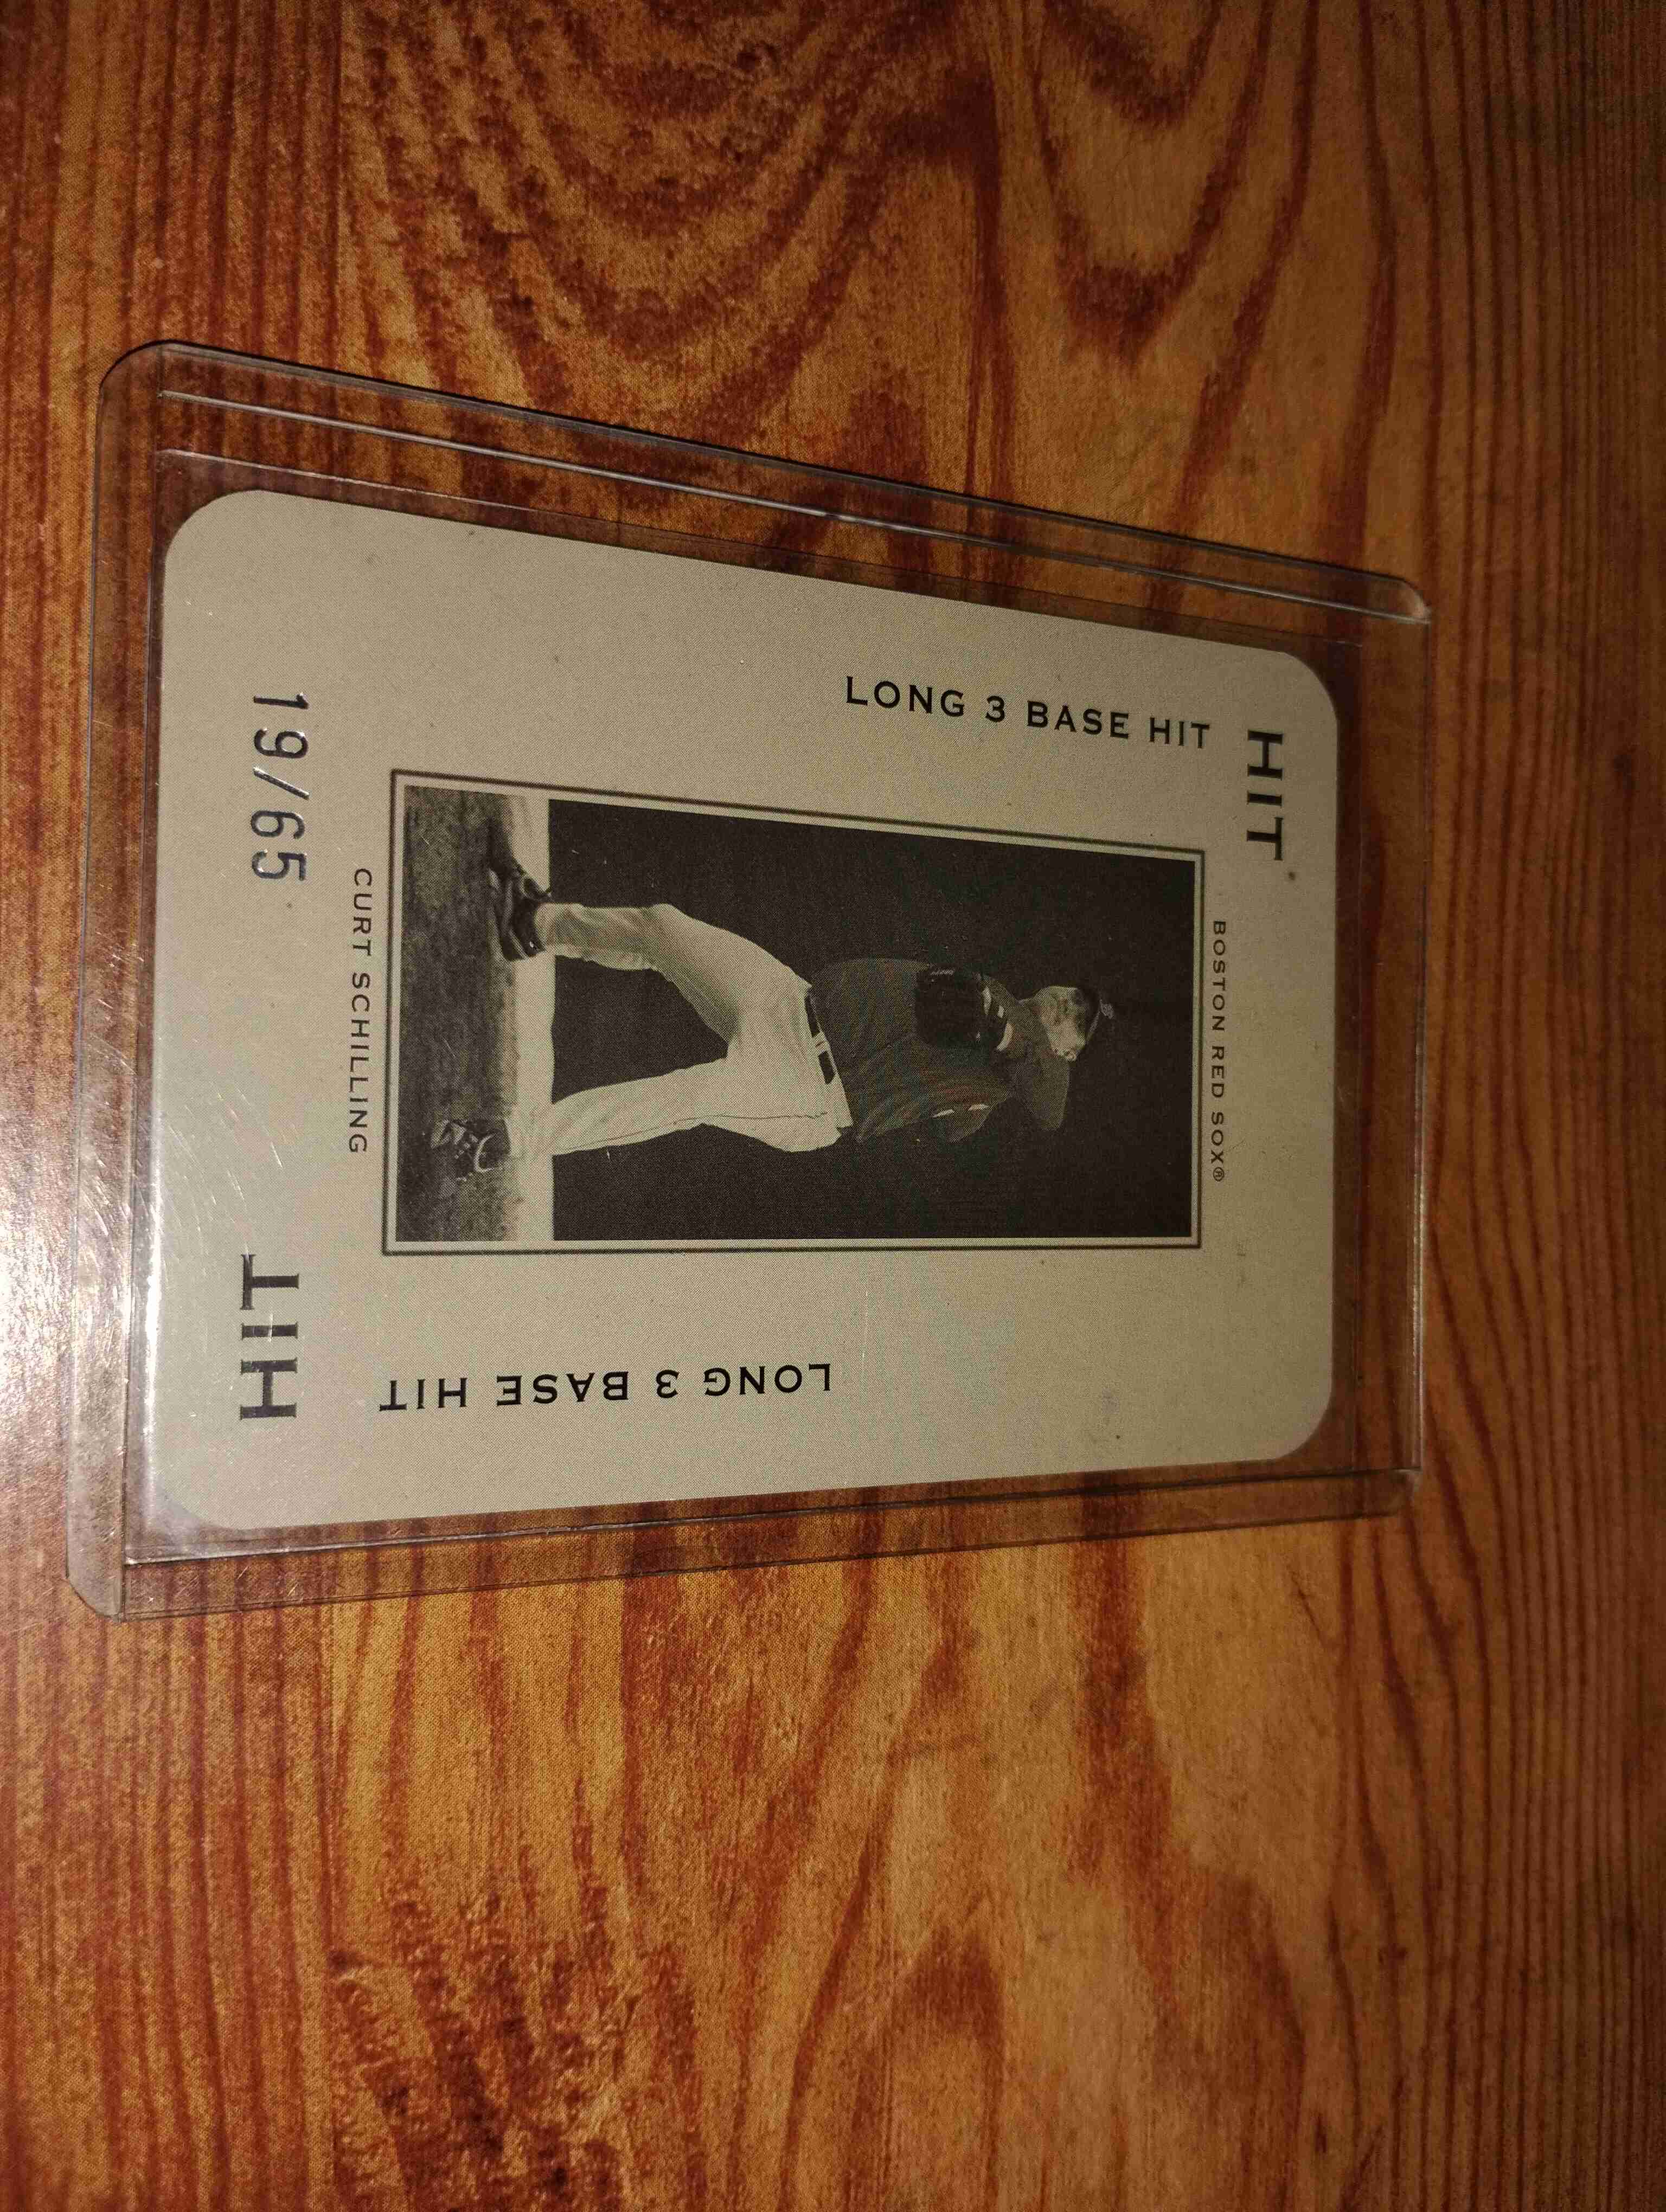 HIT
LONG 3 BASE HIT
BOSTON RED SOX®
CURT SCHILLING
19/65
LONG 3 BASE HIT
HIT